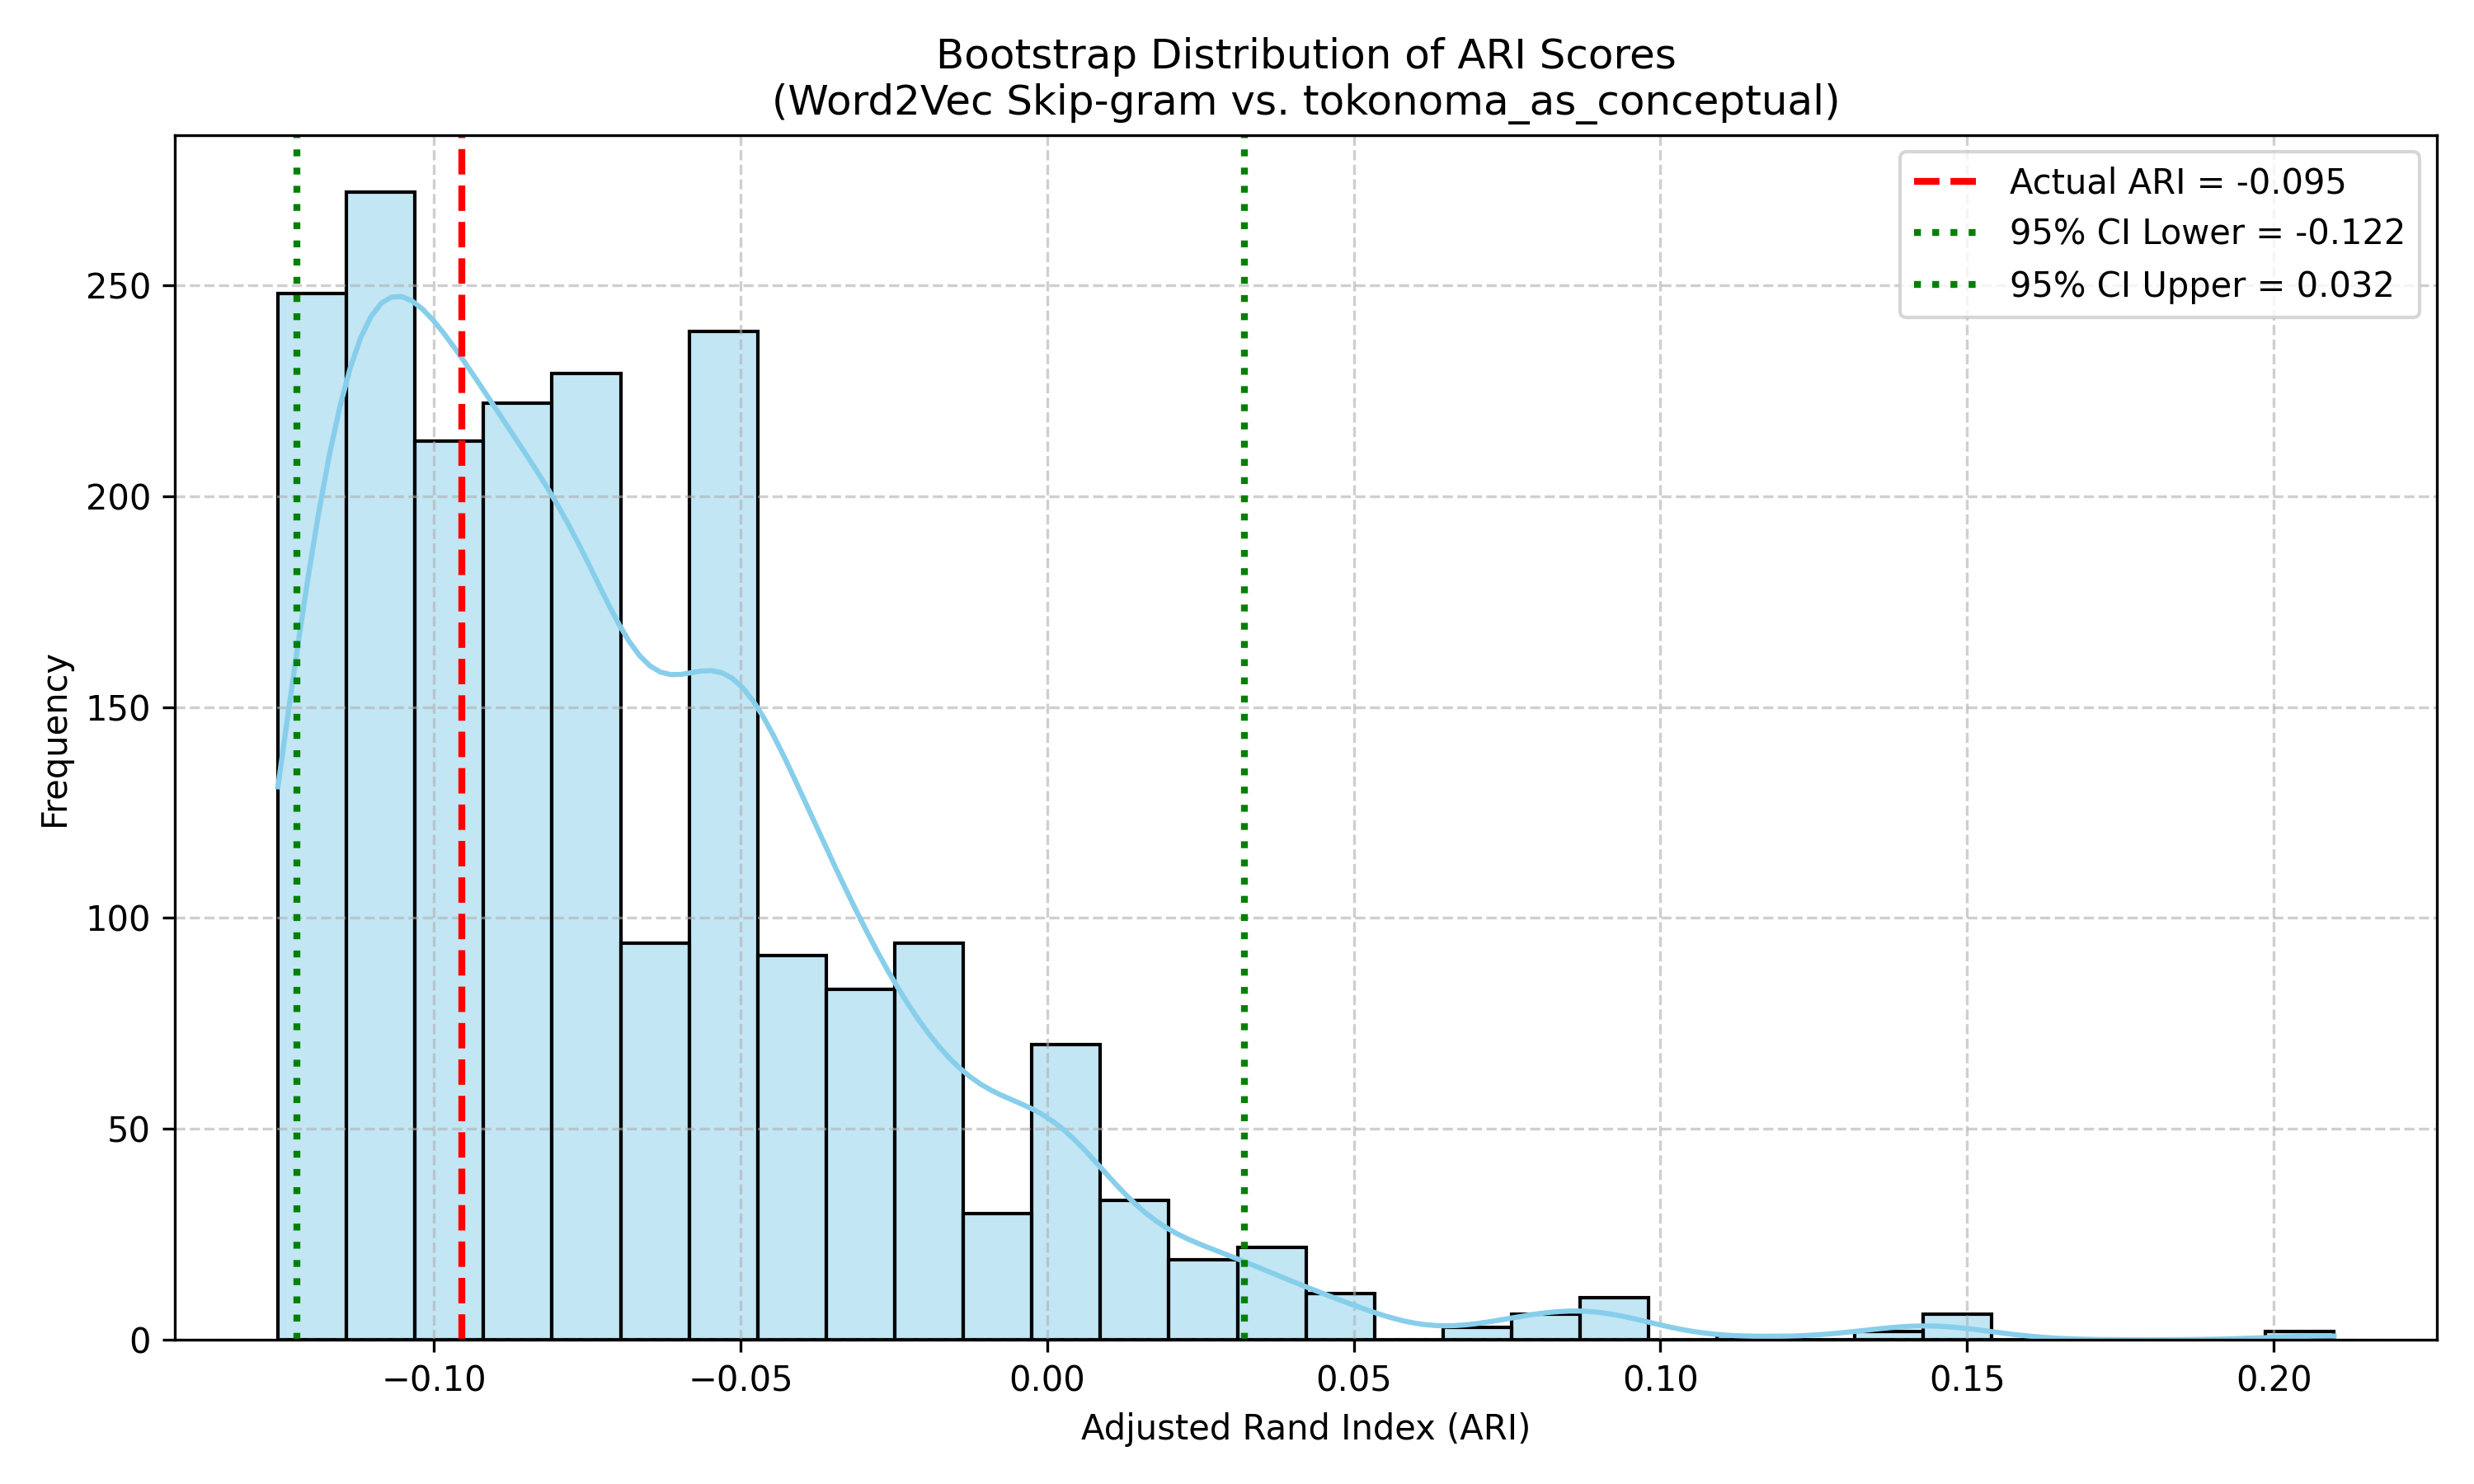 Bootstrap Distribution of ARI Scores
(Word2Vec Skip-gram vs. tokonoma_as_conceptual)
Actual ARI = -0.095
95% CI Lower = -0.122
95% CI Upper = 0.032
Frequency
250
200
150
100
50
0
−0.10 −0.05 0.00 0.05 0.10 0.15 0.20
Adjusted Rand Index (ARI)